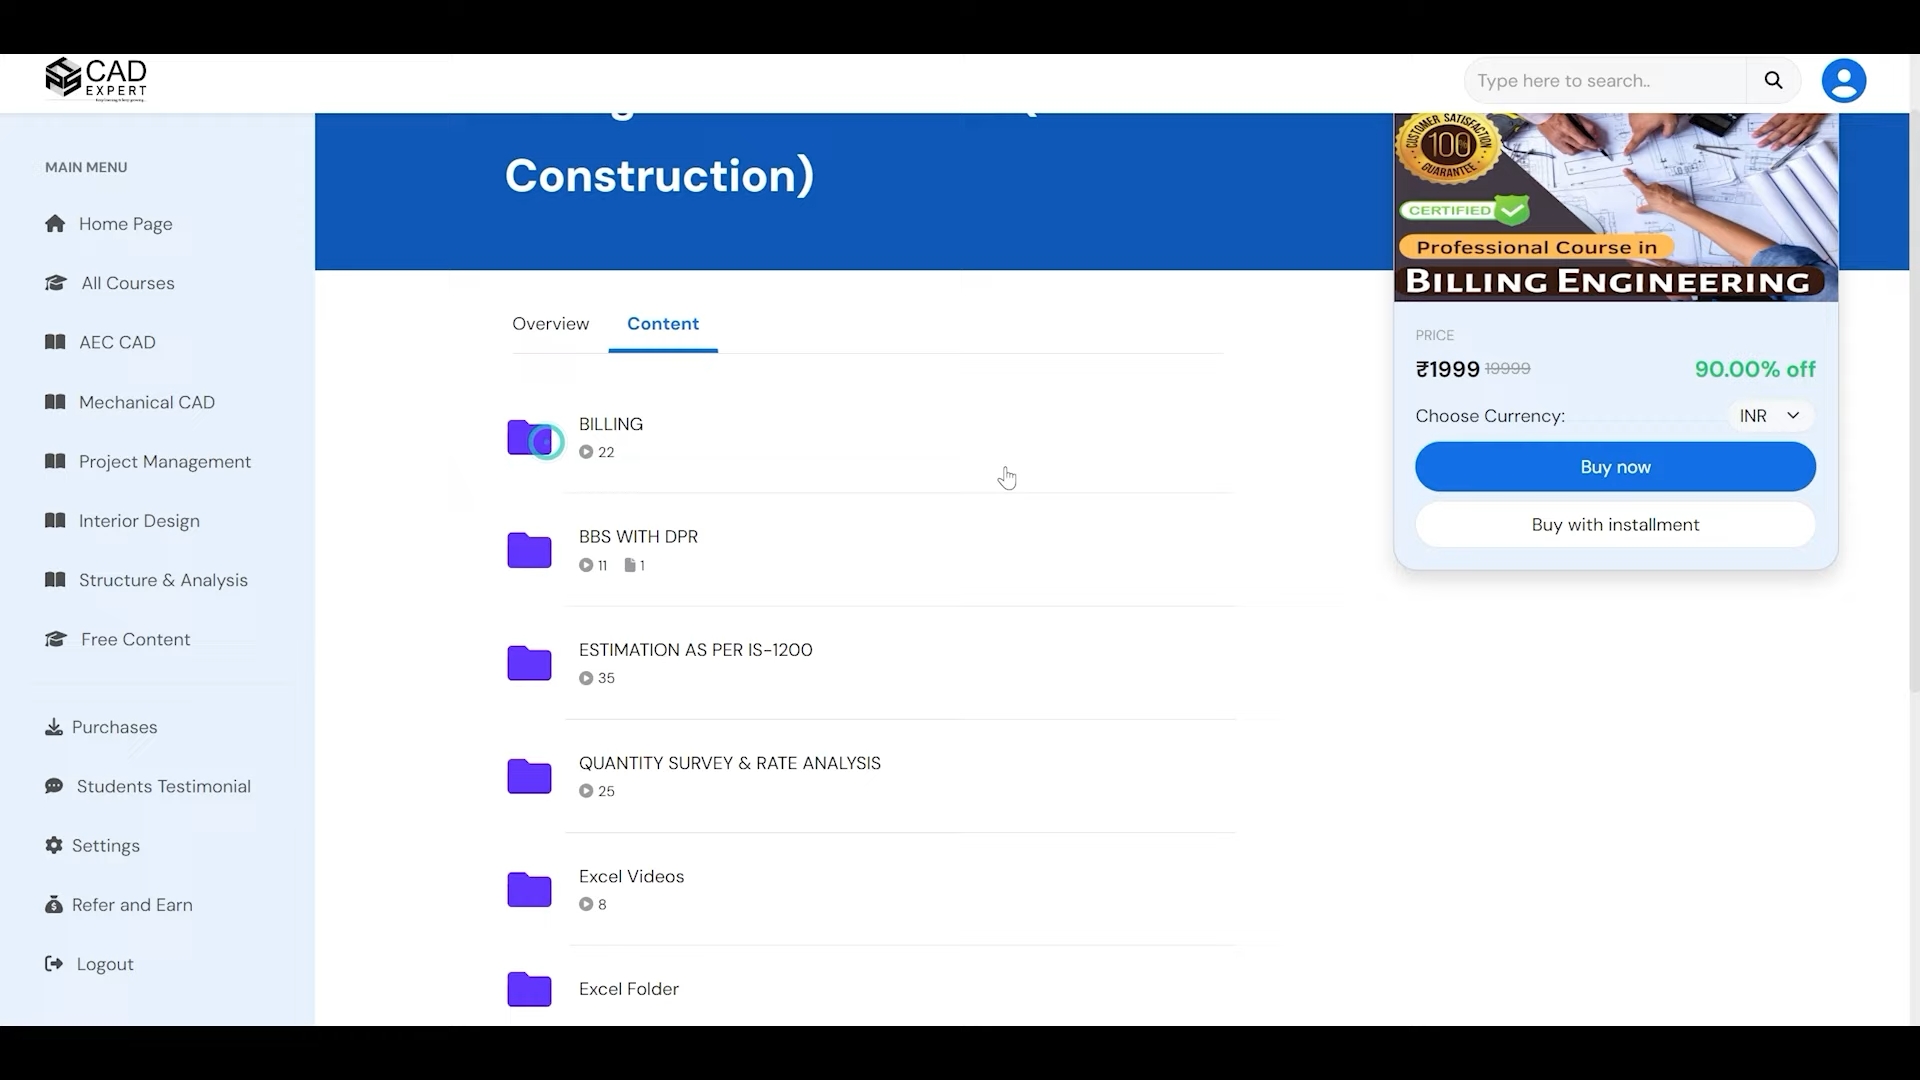 CAD
EXPERT
Type here to search..
MAIN MENU
Home Page
All Courses
AEC CAD
Mechanical CAD
Project Management
Interior Design
Structure & Analysis
Free Content
Purchases
Students Testimonial
Settings
Refer and Earn
Logout
Construction)
Overview
Content
BILLING
22
BBS WITH DPR
11 1
ESTIMATION AS PER IS-1200
35
QUANTITY SURVEY & RATE ANALYSIS
25
Excel Videos
8
Excel Folder
CUSTOMER SATISFACTION
100
GUARANTEE
CERTIFIED
Professional Course in
BILLING ENGINEERING
PRICE
₹1999 19999 90.00% off
Choose Currency: INR
Buy now
Buy with installment